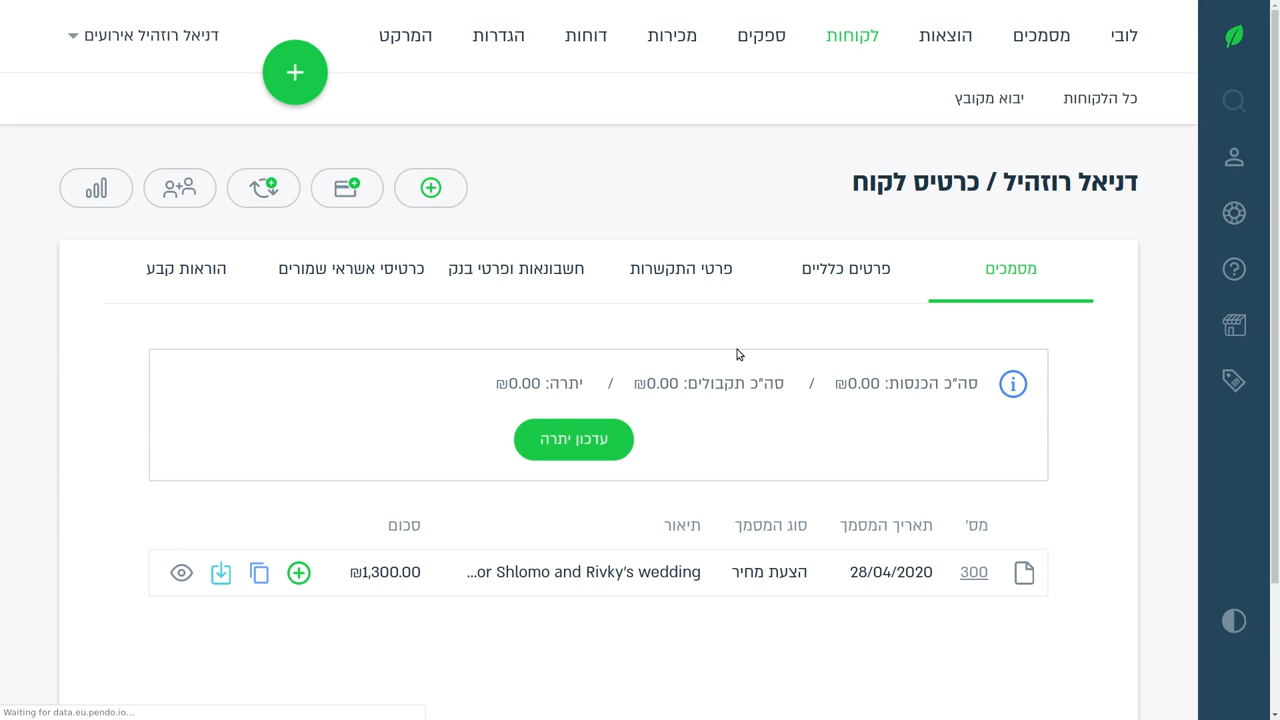 לובי מסמכים הוצאות לקוחות ספקים מכירות דוחות הגדרות המרקט דניאל רוזהיל אירועים
כל הלקוחות יבוא מקובץ
דניאל רוזהיל / כרטיס לקוח
מסמכים פרטים כלליים פרטי התקשרות חשבונאות ופרטי בנק כרטיסי אשראי שמורים הוראות קבע
סה"כ הכנסות: ₪0.00 / סה"כ תקבולים: ₪0.00 / יתרה: ₪0.00
עדכון יתרה
מס' תאריך המסמך סוג המסמך תיאור סכום
300 28/04/2020 הצעת מחיר ...or Shlomo and Rivky's wedding ₪1,300.00
Waiting for data.eu.pendo.io...